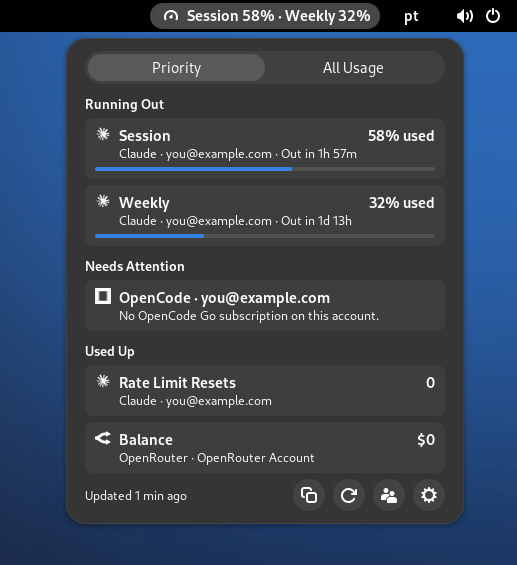 Session 58% · Weekly 32%
pt
Priority
All Usage
Running Out
Session
58% used
Claude · you@example.com · Out in 1h 57m
Weekly
32% used
Claude · you@example.com · Out in 1d 13h
Needs Attention
OpenCode · you@example.com
No OpenCode Go subscription on this account.
Used Up
Rate Limit Resets
0
Claude · you@example.com
Balance
$0
OpenRouter · OpenRouter Account
Updated 1 min ago